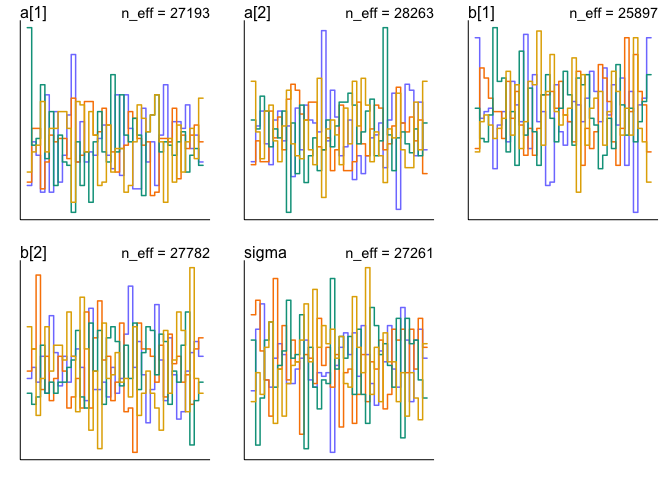 a[1] n_eff = 27193
a[2] n_eff = 28263
b[1] n_eff = 25897
b[2] n_eff = 27782
sigma n_eff = 27261